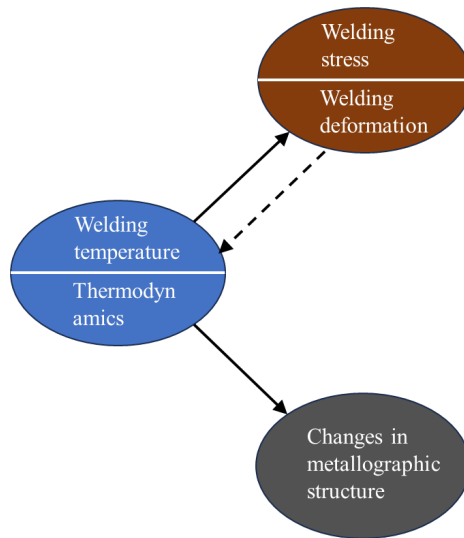 Welding
stress
Welding
deformation
Welding
temperature
Thermodyn
amics
Changes in
metallographic
structure